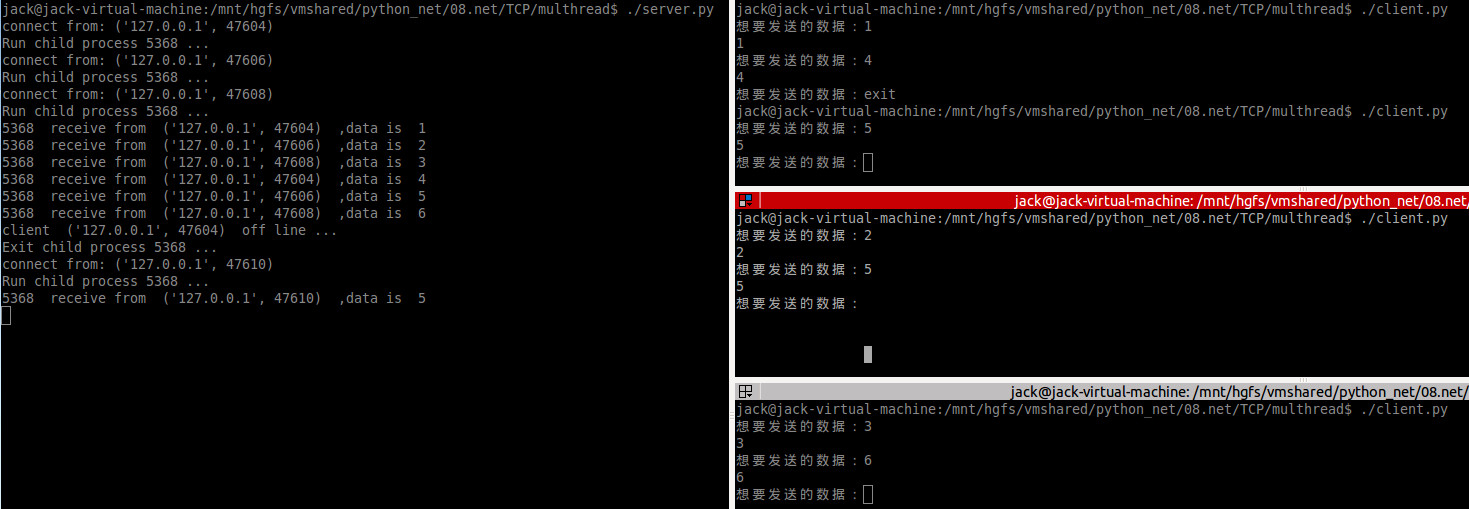 jack@jack-virtual-machine:/mnt/hgfs/vmshared/python_net/08.net/TCP/multhread$ ./server.py
connect from: ('127.0.0.1', 47604)
Run child process 5368 ...
connect from: ('127.0.0.1', 47606)
Run child process 5368 ...
connect from: ('127.0.0.1', 47608)
Run child process 5368 ...
5368  receive from  ('127.0.0.1', 47604)  ,data is  1
5368  receive from  ('127.0.0.1', 47606)  ,data is  2
5368  receive from  ('127.0.0.1', 47608)  ,data is  3
5368  receive from  ('127.0.0.1', 47604)  ,data is  4
5368  receive from  ('127.0.0.1', 47606)  ,data is  5
5368  receive from  ('127.0.0.1', 47608)  ,data is  6
client  ('127.0.0.1', 47604)  off line ...
Exit child process 5368 ...
connect from: ('127.0.0.1', 47610)
Run child process 5368 ...
5368  receive from  ('127.0.0.1', 47610)  ,data is  5
jack@jack-virtual-machine:/mnt/hgfs/vmshared/python_net/08.net/TCP/multhread$ ./client.py
想要发送的数据：1
1
想要发送的数据：4
4
想要发送的数据：exit
jack@jack-virtual-machine:/mnt/hgfs/vmshared/python_net/08.net/TCP/multhread$ ./client.py
想要发送的数据：5
5
想要发送的数据：
jack@jack-virtual-machine: /mnt/hgfs/vmshared/python_net/08.net/
jack@jack-virtual-machine:/mnt/hgfs/vmshared/python_net/08.net/TCP/multhread$ ./client.py
想要发送的数据：2
2
想要发送的数据：5
5
想要发送的数据：
jack@jack-virtual-machine: /mnt/hgfs/vmshared/python_net/08.net/
jack@jack-virtual-machine:/mnt/hgfs/vmshared/python_net/08.net/TCP/multhread$ ./client.py
想要发送的数据：3
3
想要发送的数据：6
6
想要发送的数据：